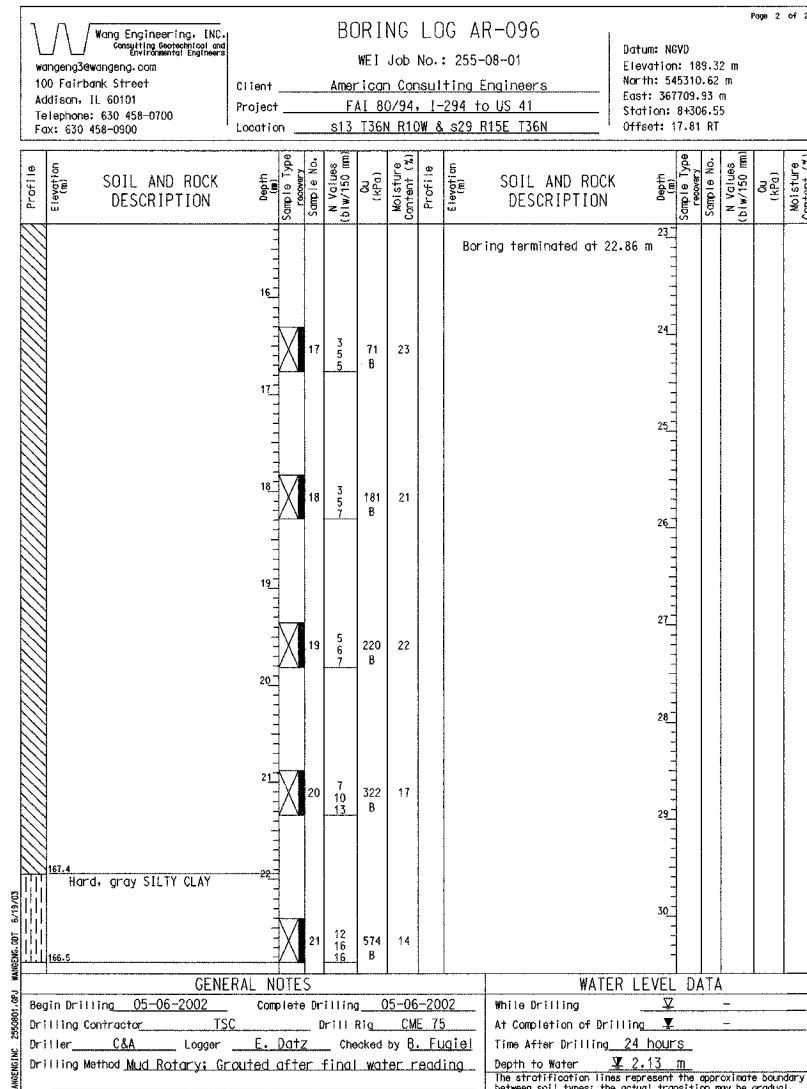 Page 2 of 2
Wang Engineering, INC.
Consulting Geotechnical and
Environmental Engineers
wangeng3@wangeng.com
100 Fairbank Street
Addison, IL 60101
Telephone: 630 458-0700
Fax: 630 458-0900
BORING LOG AR-096
WEI Job No.: 255-08-01
Client American Consulting Engineers
Project FAI 80/94, I-294 to US 41
Location s13 T36N R10W & s29 R15E T36N
Datum: NGVD
Elevation: 189.32 m
North: 545310.62 m
East: 367709.93 m
Station: 8+306.55
Offset: 17.81 RT
Profile
Elevation (m)
SOIL AND ROCK DESCRIPTION
Depth (m)
Sample Type
recovery
Sample No.
N Values (blw/150 mm)
Qu (kPa)
Moisture Content (%)
Profile
Elevation (m)
SOIL AND ROCK DESCRIPTION
Depth (m)
Sample Type
recovery
Sample No.
N Values (blw/150 mm)
Qu (kPa)
Moisture Content (%)
16
17 3 5 5 71 B 23
17
18
18 3 5 7 181 B 21
19
19 5 6 7 220 B 22
20
21
20 7 10 13 322 B 17
167.4
22
Hard, gray SILTY CLAY
21 12 16 16 574 B 14
166.5
23
Boring terminated at 22.86 m
24
25
26
27
28
29
30
GENERAL NOTES
Begin Drilling 05-06-2002 Complete Drilling 05-06-2002
Drilling Contractor TSC Drill Rig CME 75
Driller C&A Logger E. Datz Checked by B. Fugiel
Drilling Method Mud Rotary; Grouted after final water reading
WATER LEVEL DATA
While Drilling -
At Completion of Drilling -
Time After Drilling 24 hours
Depth to Water 2.13 m
The stratification lines represent the approximate boundary
between soil types; the actual transition may be gradual.
WANGENG.GDT 6/19/03